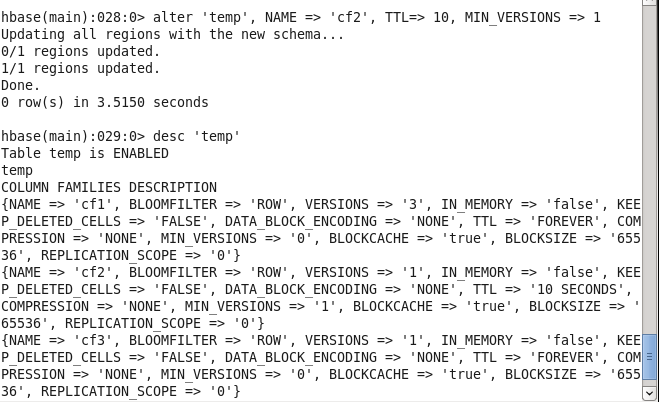 hbase(main):028:0> alter 'temp', NAME => 'cf2', TTL=> 10, MIN_VERSIONS => 1
Updating all regions with the new schema...
0/1 regions updated.
1/1 regions updated.
Done.
0 row(s) in 3.5150 seconds

hbase(main):029:0> desc 'temp'
Table temp is ENABLED
temp
COLUMN FAMILIES DESCRIPTION
{NAME => 'cf1', BLOOMFILTER => 'ROW', VERSIONS => '3', IN_MEMORY => 'false', KEE
P_DELETED_CELLS => 'FALSE', DATA_BLOCK_ENCODING => 'NONE', TTL => 'FOREVER', COM
PRESSION => 'NONE', MIN_VERSIONS => '0', BLOCKCACHE => 'true', BLOCKSIZE => '655
36', REPLICATION_SCOPE => '0'}
{NAME => 'cf2', BLOOMFILTER => 'ROW', VERSIONS => '1', IN_MEMORY => 'false', KEE
P_DELETED_CELLS => 'FALSE', DATA_BLOCK_ENCODING => 'NONE', TTL => '10 SECONDS',
COMPRESSION => 'NONE', MIN_VERSIONS => '1', BLOCKCACHE => 'true', BLOCKSIZE => '
65536', REPLICATION_SCOPE => '0'}
{NAME => 'cf3', BLOOMFILTER => 'ROW', VERSIONS => '1', IN_MEMORY => 'false', KEE
P_DELETED_CELLS => 'FALSE', DATA_BLOCK_ENCODING => 'NONE', TTL => 'FOREVER', COM
PRESSION => 'NONE', MIN_VERSIONS => '0', BLOCKCACHE => 'true', BLOCKSIZE => '655
36', REPLICATION_SCOPE => '0'}